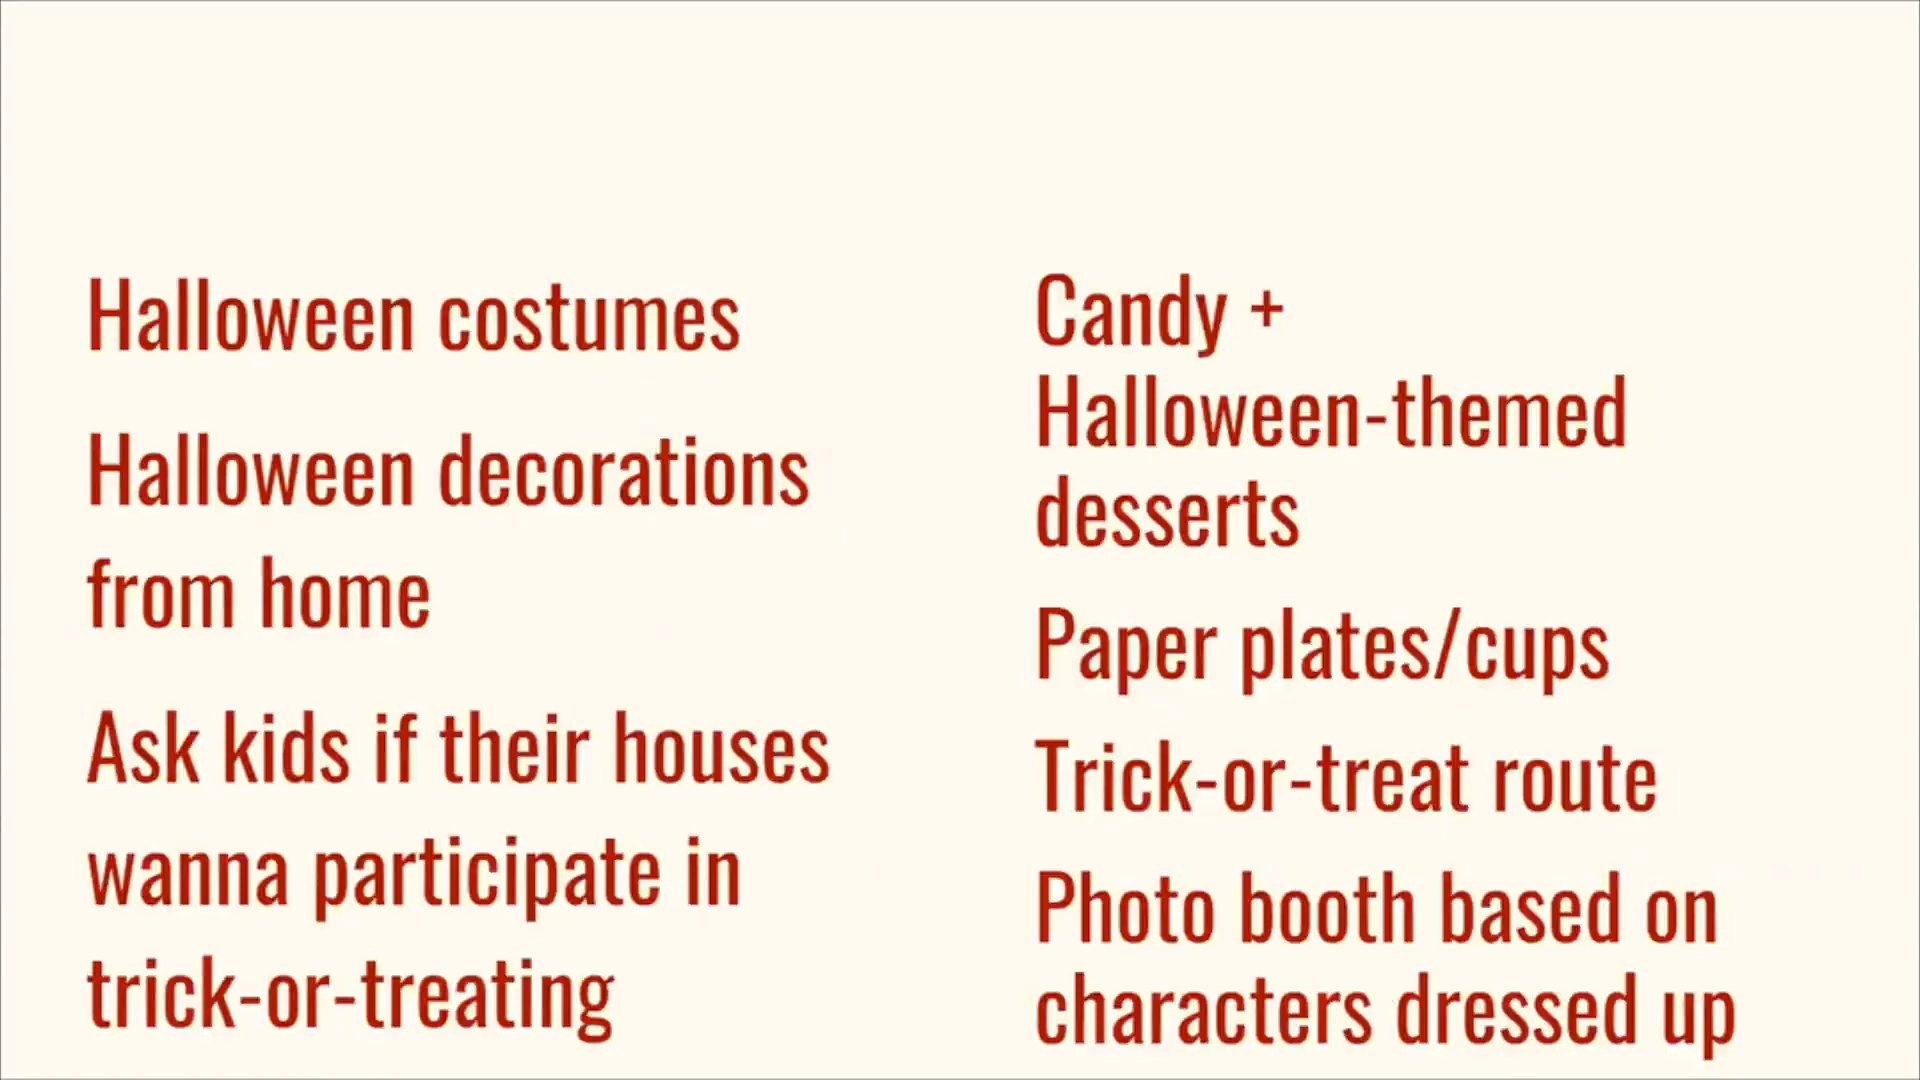 Halloween costumes
Halloween decorations
from home
Ask kids if their houses
wanna participate in
trick-or-treating
Candy +
Halloween-themed
desserts
Paper plates/cups
Trick-or-treat route
Photo booth based on
characters dressed up